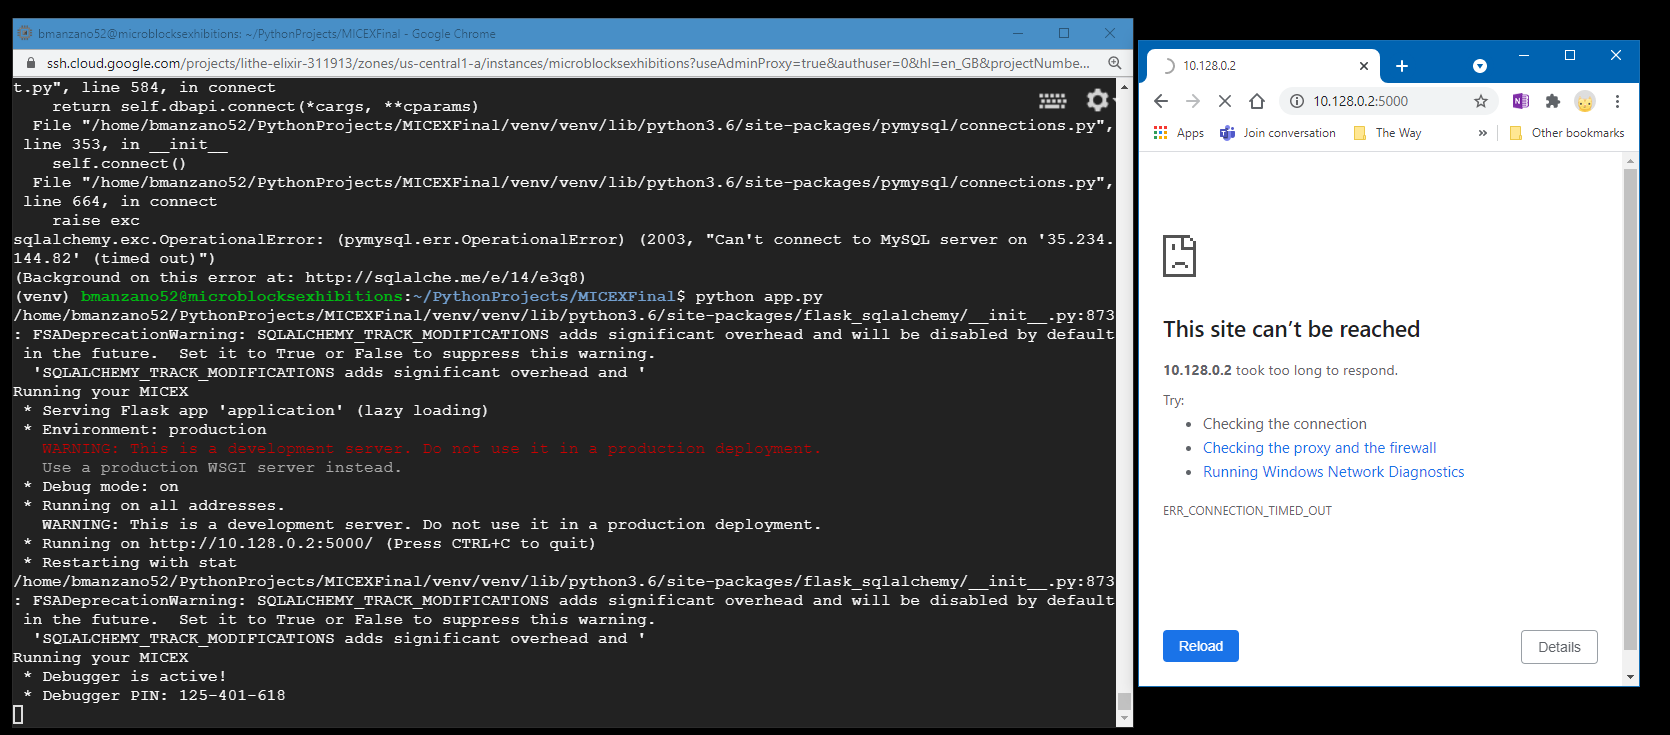 bmanzano52@microblocksexhibitions: ~/PythonProjects/MICEXFinal - Google Chrome
ssh.cloud.google.com/projects/lithe-elixir-311913/zones/us-central1-a/instances/microblocksexhibitions?useAdminProxy=true&authuser=0&hl=en_GB&projectNumbe...
t.py", line 584, in connect
return self.dbapi.connect(*cargs, **cparams)
File "/home/bmanzano52/PythonProjects/MICEXFinal/venv/venv/lib/python3.6/site-packages/pymysql/connections.py",
line 353, in __init__
self.connect()
File "/home/bmanzano52/PythonProjects/MICEXFinal/venv/venv/lib/python3.6/site-packages/pymysql/connections.py",
line 664, in connect
raise exc
sqlalchemy.exc.OperationalError: (pymysql.err.OperationalError) (2003, "Can't connect to MySQL server on '35.234.
144.82' (timed out)")
(Background on this error at: http://sqlalche.me/e/14/e3q8)
(venv) bmanzano52@microblocksexhibitions:~/PythonProjects/MICEXFinal$ python app.py
/home/bmanzano52/PythonProjects/MICEXFinal/venv/venv/lib/python3.6/site-packages/flask_sqlalchemy/__init__.py:873
: FSADeprecationWarning: SQLALCHEMY_TRACK_MODIFICATIONS adds significant overhead and will be disabled by default
in the future.  Set it to True or False to suppress this warning.
'SQLALCHEMY_TRACK_MODIFICATIONS adds significant overhead and '
Running your MICEX
* Serving Flask app 'application' (lazy loading)
* Environment: production
WARNING: This is a development server. Do not use it in a production deployment.
Use a production WSGI server instead.
* Debug mode: on
* Running on all addresses.
WARNING: This is a development server. Do not use it in a production deployment.
* Running on http://10.128.0.2:5000/ (Press CTRL+C to quit)
* Restarting with stat
/home/bmanzano52/PythonProjects/MICEXFinal/venv/venv/lib/python3.6/site-packages/flask_sqlalchemy/__init__.py:873
: FSADeprecationWarning: SQLALCHEMY_TRACK_MODIFICATIONS adds significant overhead and will be disabled by default
in the future.  Set it to True or False to suppress this warning.
'SQLALCHEMY_TRACK_MODIFICATIONS adds significant overhead and '
Running your MICEX
* Debugger is active!
* Debugger PIN: 125-401-618
10.128.0.2
10.128.0.2:5000
Apps Join conversation The Way » Other bookmarks
This site can't be reached
10.128.0.2 took too long to respond.
Try:
• Checking the connection
• Checking the proxy and the firewall
• Running Windows Network Diagnostics
ERR_CONNECTION_TIMED_OUT
Reload Details